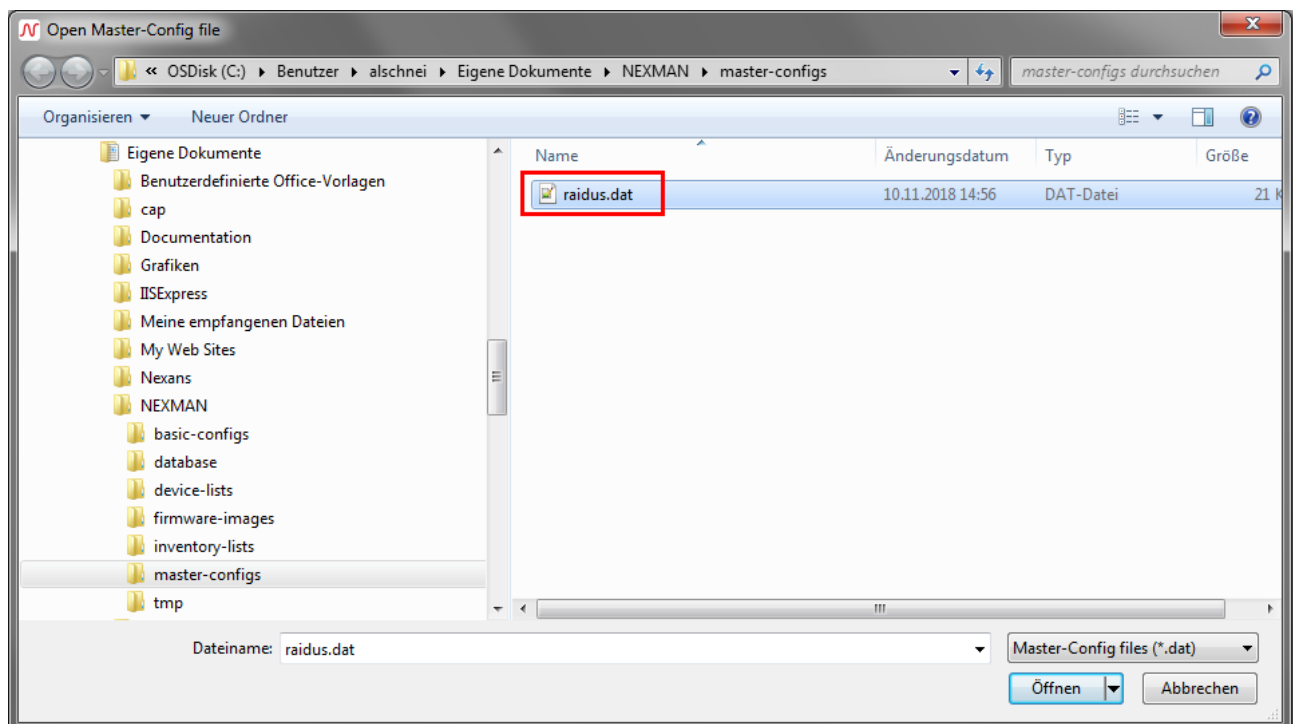 Open Master-Config file
« OSDisk (C:) ▸ Benutzer ▸ alschnei ▸ Eigene Dokumente ▸ NEXMAN ▸ master-configs
master-configs durchsuchen
Organisieren Neuer Ordner
Eigene Dokumente
Benutzerdefinierte Office-Vorlagen
cap
Documentation
Grafiken
IISExpress
Meine empfangenen Dateien
My Web Sites
Nexans
NEXMAN
basic-configs
database
device-lists
firmware-images
inventory-lists
master-configs
tmp
Name Änderungsdatum Typ Größe
raidus.dat 10.11.2018 14:56 DAT-Datei 21 K
Dateiname: raidus.dat
Master-Config files (*.dat)
Öffnen Abbrechen